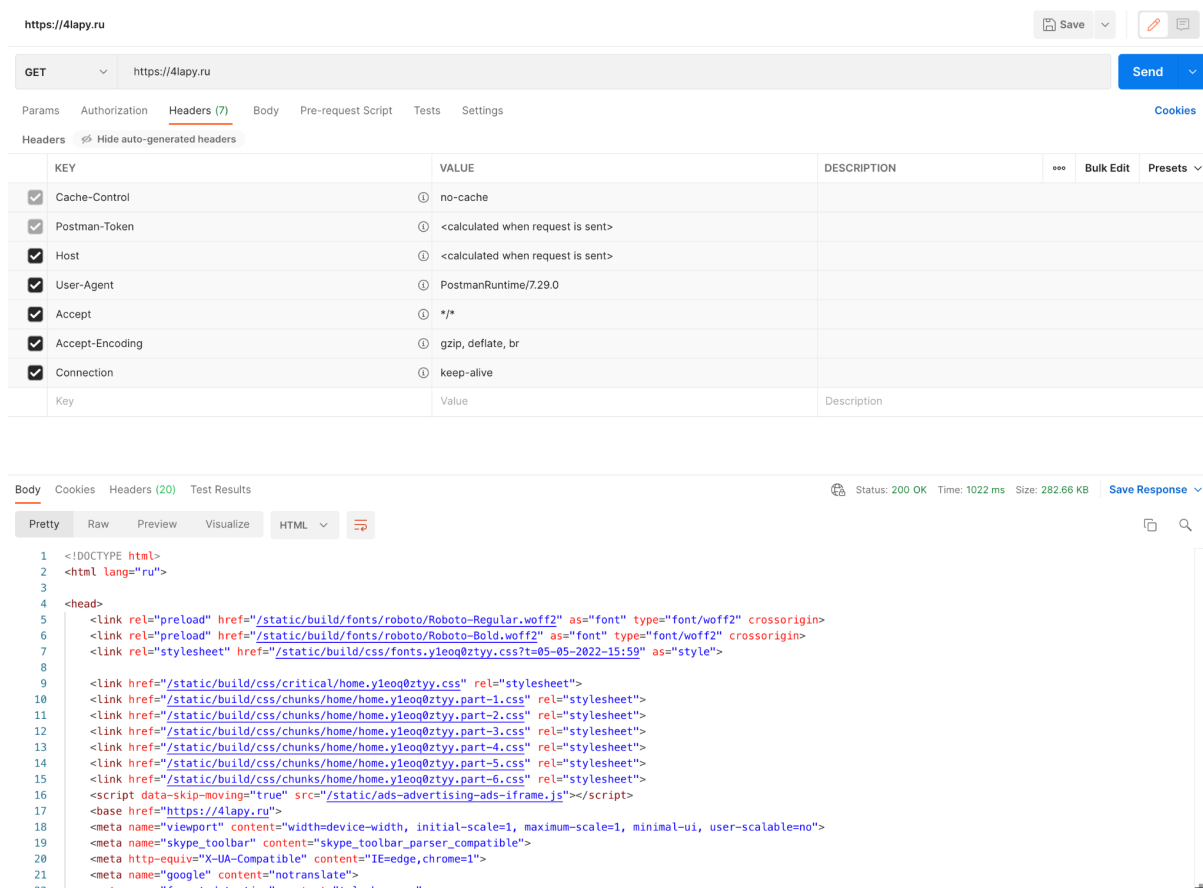 https://4lapy.ru
Save
GET https://4lapy.ru Send
Params Authorization Headers (7) Body Pre-request Script Tests Settings Cookies
Headers Hide auto-generated headers
KEY VALUE DESCRIPTION ooo Bulk Edit Presets
Cache-Control no-cache
Postman-Token <calculated when request is sent>
Host <calculated when request is sent>
User-Agent PostmanRuntime/7.29.0
Accept */*
Accept-Encoding gzip, deflate, br
Connection keep-alive
Key Value Description
Body Cookies Headers (20) Test Results Status: 200 OK Time: 1022 ms Size: 282.66 KB Save Response
Pretty Raw Preview Visualize HTML
1 <!DOCTYPE html>
2 <html lang="ru">
3
4 <head>
5 <link rel="preload" href="/static/build/fonts/roboto/Roboto-Regular.woff2" as="font" type="font/woff2" crossorigin>
6 <link rel="preload" href="/static/build/fonts/roboto/Roboto-Bold.woff2" as="font" type="font/woff2" crossorigin>
7 <link rel="stylesheet" href="/static/build/css/fonts.y1eoq0ztyy.css?t=05-05-2022-15:59" as="style">
8
9 <link href="/static/build/css/critical/home.y1eoq0ztyy.css" rel="stylesheet">
10 <link href="/static/build/css/chunks/home/home.y1eoq0ztyy.part-1.css" rel="stylesheet">
11 <link href="/static/build/css/chunks/home/home.y1eoq0ztyy.part-2.css" rel="stylesheet">
12 <link href="/static/build/css/chunks/home/home.y1eoq0ztyy.part-3.css" rel="stylesheet">
13 <link href="/static/build/css/chunks/home/home.y1eoq0ztyy.part-4.css" rel="stylesheet">
14 <link href="/static/build/css/chunks/home/home.y1eoq0ztyy.part-5.css" rel="stylesheet">
15 <link href="/static/build/css/chunks/home/home.y1eoq0ztyy.part-6.css" rel="stylesheet">
16 <script data-skip-moving="true" src="/static/ads-advertising-ads-iframe.js"></script>
17 <base href="https://4lapy.ru">
18 <meta name="viewport" content="width=device-width, initial-scale=1, maximum-scale=1, minimal-ui, user-scalable=no">
19 <meta name="skype_toolbar" content="skype_toolbar_parser_compatible">
20 <meta http-equiv="X-UA-Compatible" content="IE=edge,chrome=1">
21 <meta name="google" content="notranslate">